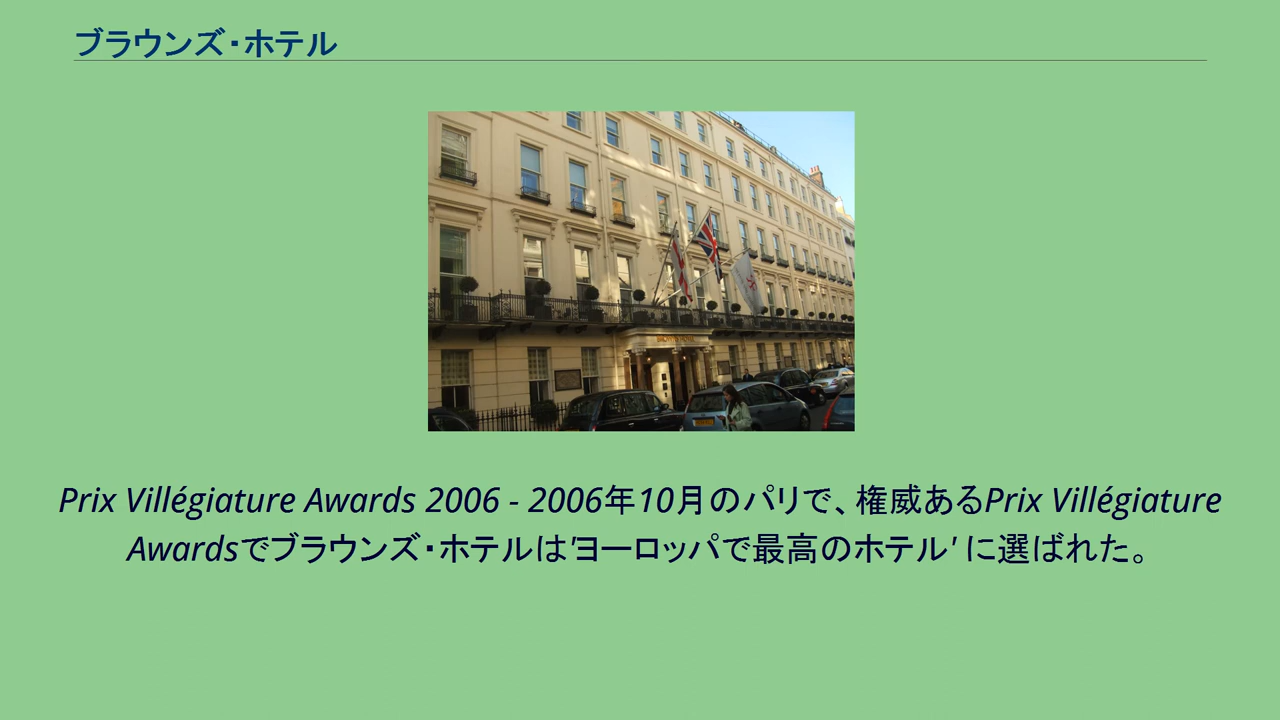 ブラウンズ・ホテル
BROWN'S HOTEL
Prix Villégiature Awards 2006 - 2006年10月のパリで、権威あるPrix Villégiature
Awardsでブラウンズ・ホテルは'ヨーロッパで最高のホテル' に選ばれた。